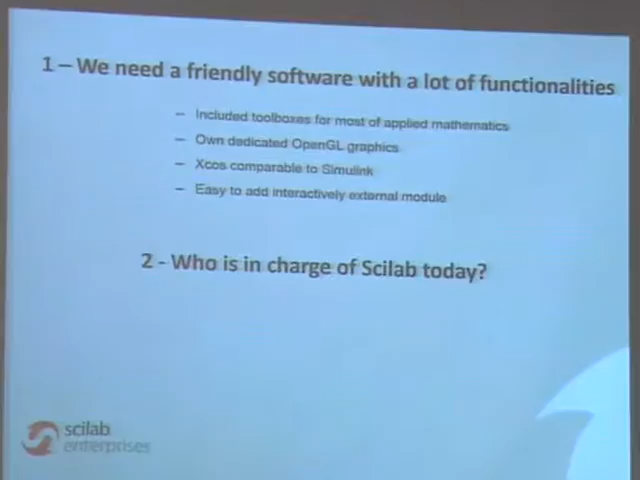 1 – We need a friendly software with a lot of functionalities
– Included toolboxes for most of applied mathematics
– Own dedicated OpenGL graphics
– Xcos comparable to Simulink
– Easy to add interactively external module
2 - Who is in charge of Scilab today?
scilab
enterprises